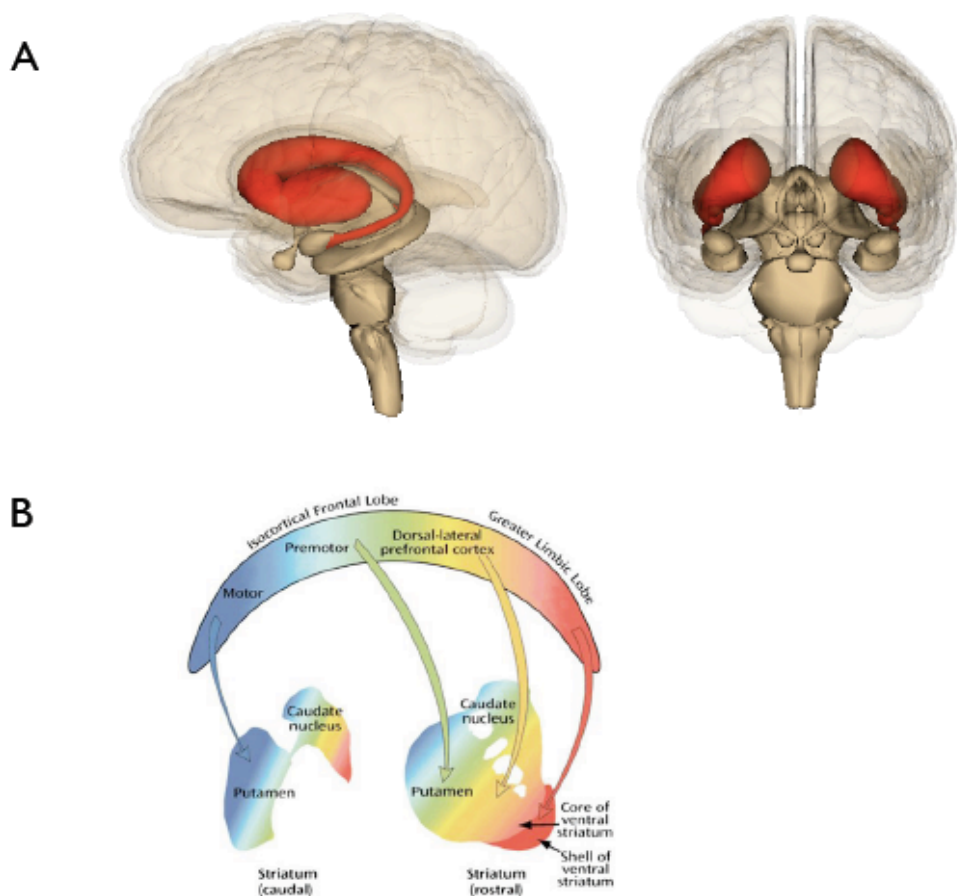 A
B
Isocortical Frontal Lobe
Greater Limbic Lobe
Motor
Premotor
Dorsal-lateral
prefrontal cortex
Caudate
nucleus
Putamen
Caudate
nucleus
Putamen
Core of
ventral
striatum
Shell of
ventral
striatum
Striatum
(caudal)
Striatum
(rostral)